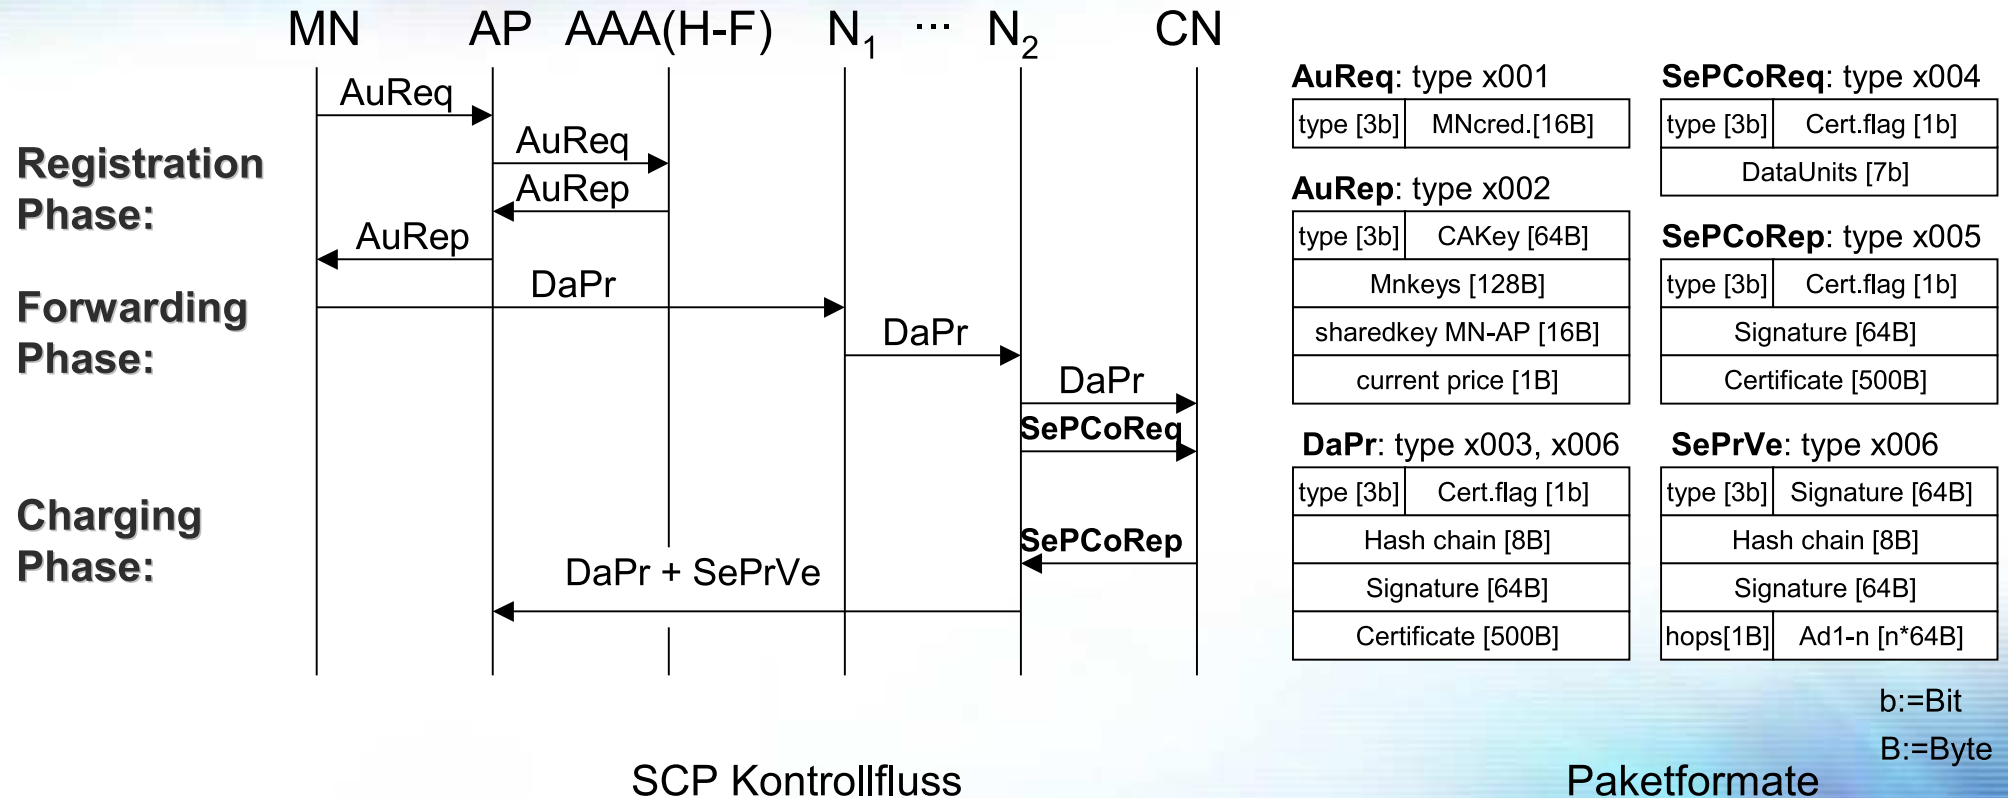 MN AP AAA(H-F) N₁ ··· N₂ CN
Registration
Phase:
Forwarding
Phase:
Charging
Phase:
AuReq
AuReq
AuRep
AuRep
DaPr
DaPr
DaPr
SePCoReq
SePCoRep
DaPr + SePrVe
AuReq: type x001
type [3b] MNcred.[16B]
AuRep: type x002
type [3b] CAKey [64B]
Mnkeys [128B]
sharedkey MN-AP [16B]
current price [1B]
DaPr: type x003, x006
type [3b] Cert.flag [1b]
Hash chain [8B]
Signature [64B]
Certificate [500B]
SePCoReq: type x004
type [3b] Cert.flag [1b]
DataUnits [7b]
SePCoRep: type x005
type [3b] Cert.flag [1b]
Signature [64B]
Certificate [500B]
SePrVe: type x006
type [3b] Signature [64B]
Hash chain [8B]
Signature [64B]
hops[1B] Ad1-n [n*64B]
b:=Bit
B:=Byte
SCP Kontrollfluss
Paketformate